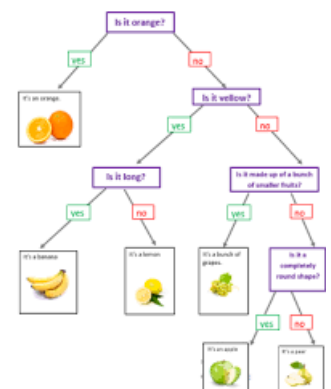 Is it orange?
yes
no
It's an orange.
Is it yellow?
yes
no
Is it long?
Is it made up of a bunch
of smaller fruits?
yes
no
yes
no
It's a banana
It's a lemon
It's a bunch of
grapes.
Is it a
completely
round shape?
yes
no
It's an apple
It's a pear